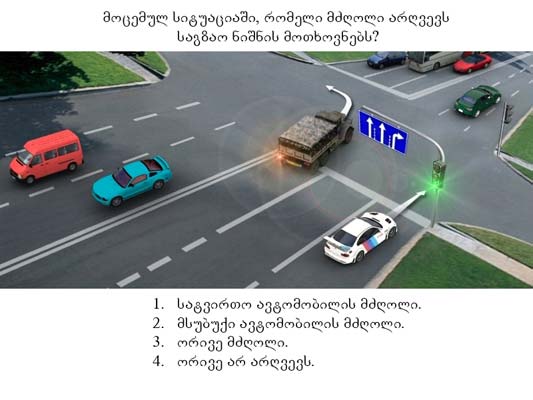 მოცემულ სიტუაციაში, რომელი მძღოლი არღვევს
საგზაო ნიშნის მოთხოვნებს?
1. საგვირთო ავტომობილის მძღოლი.
2. მსუბუქი ავტომობილის მძღოლი.
3. ორივე მძღოლი.
4. ორივე არ არღვევს.